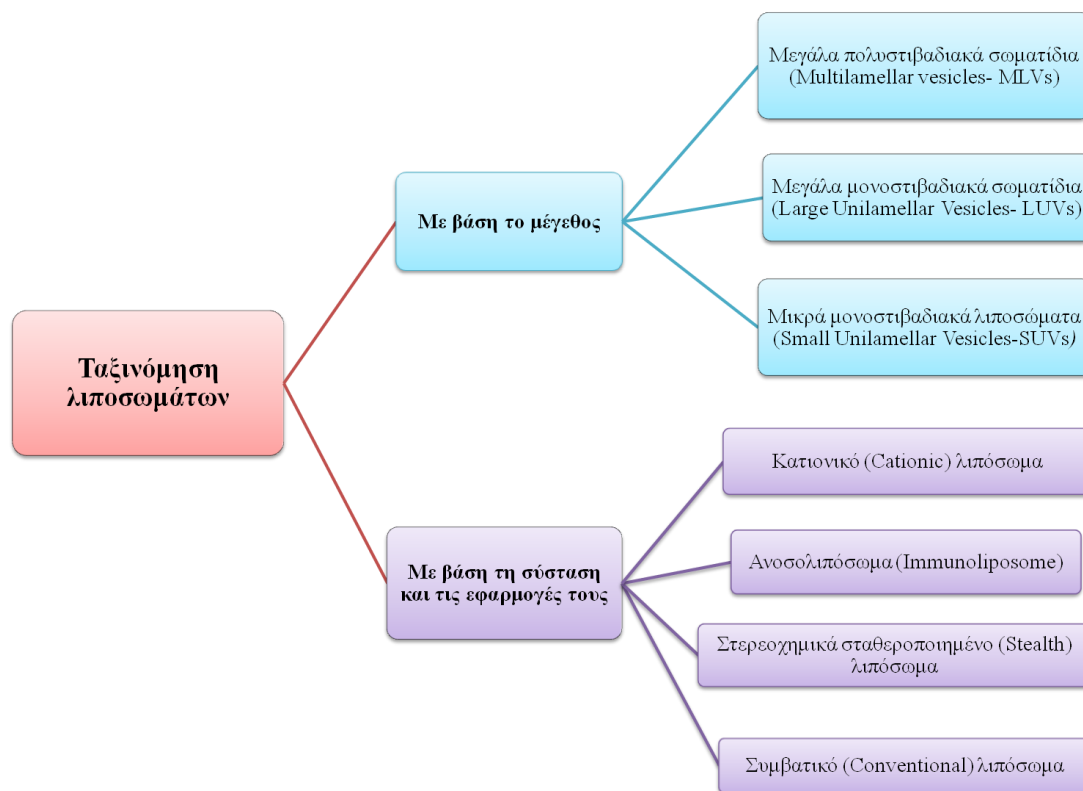 Ταξινόμηση
λιποσωμάτων
Με βάση το μέγεθος
Μεγάλα πολυστιβαδιακά σωματίδια
(Multilamellar vesicles- MLVs)
Μεγάλα μονοστιβαδιακά σωματίδια
(Large Unilamellar Vesicles- LUVs)
Μικρά μονοστιβαδιακά λιποσώματα
(Small Unilamellar Vesicles-SUVs)
Με βάση τη σύσταση
και τις εφαρμογές τους
Κατιονικό (Cationic) λιπόσωμα
Ανοσολιπόσωμα (Immunoliposome)
Στερεοχημικά σταθεροποιημένο (Stealth)
λιπόσωμα
Συμβατικό (Conventional) λιπόσωμα